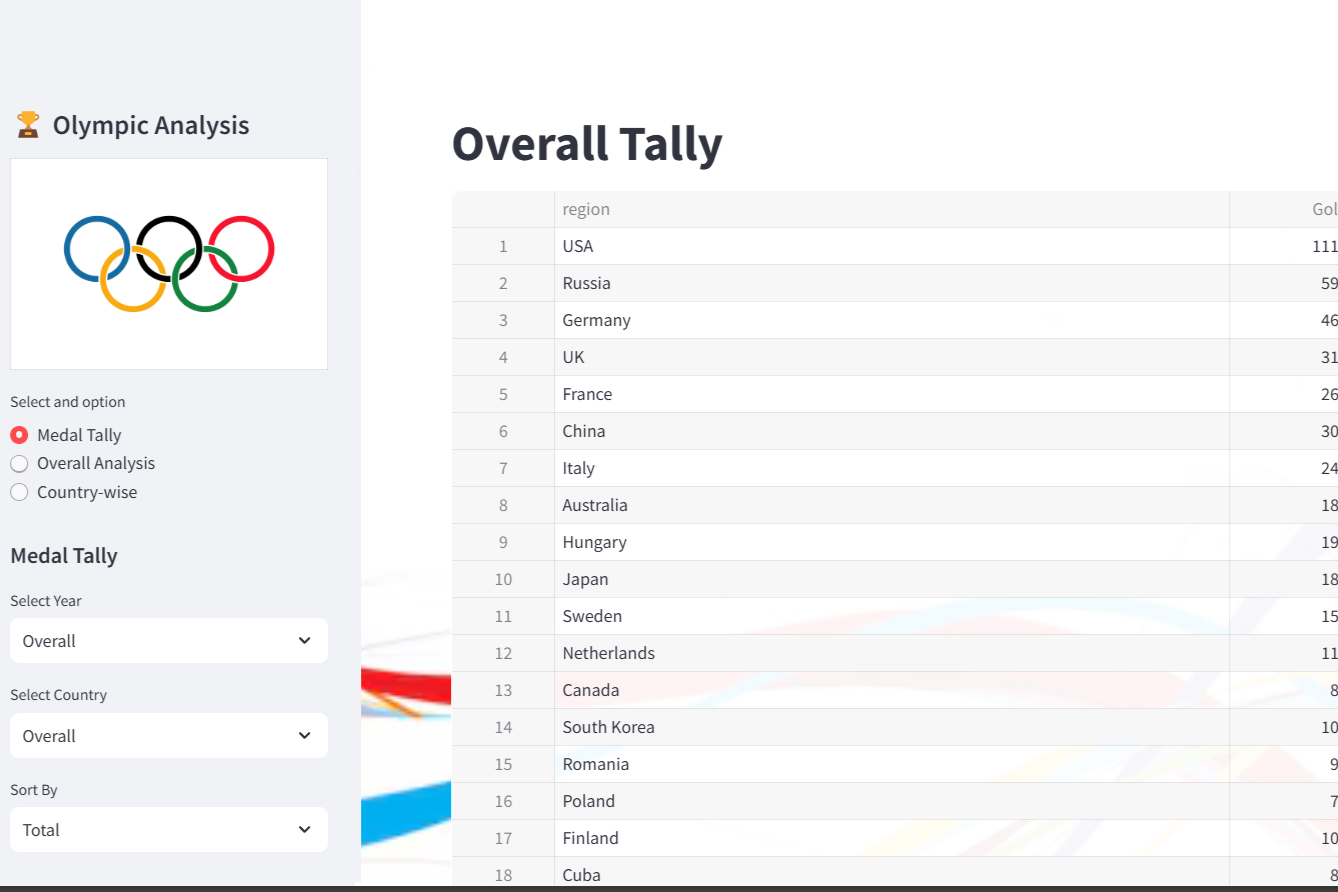 🏆 Olympic Analysis
Select and option
Medal Tally
Overall Analysis
Country-wise
Medal Tally
Select Year
Overall
Select Country
Overall
Sort By
Total
Overall Tally
region Gol
1 USA 111
2 Russia 59
3 Germany 46
4 UK 31
5 France 26
6 China 30
7 Italy 24
8 Australia 18
9 Hungary 19
10 Japan 18
11 Sweden 15
12 Netherlands 11
13 Canada 8
14 South Korea 10
15 Romania 9
16 Poland 7
17 Finland 10
18 Cuba 8